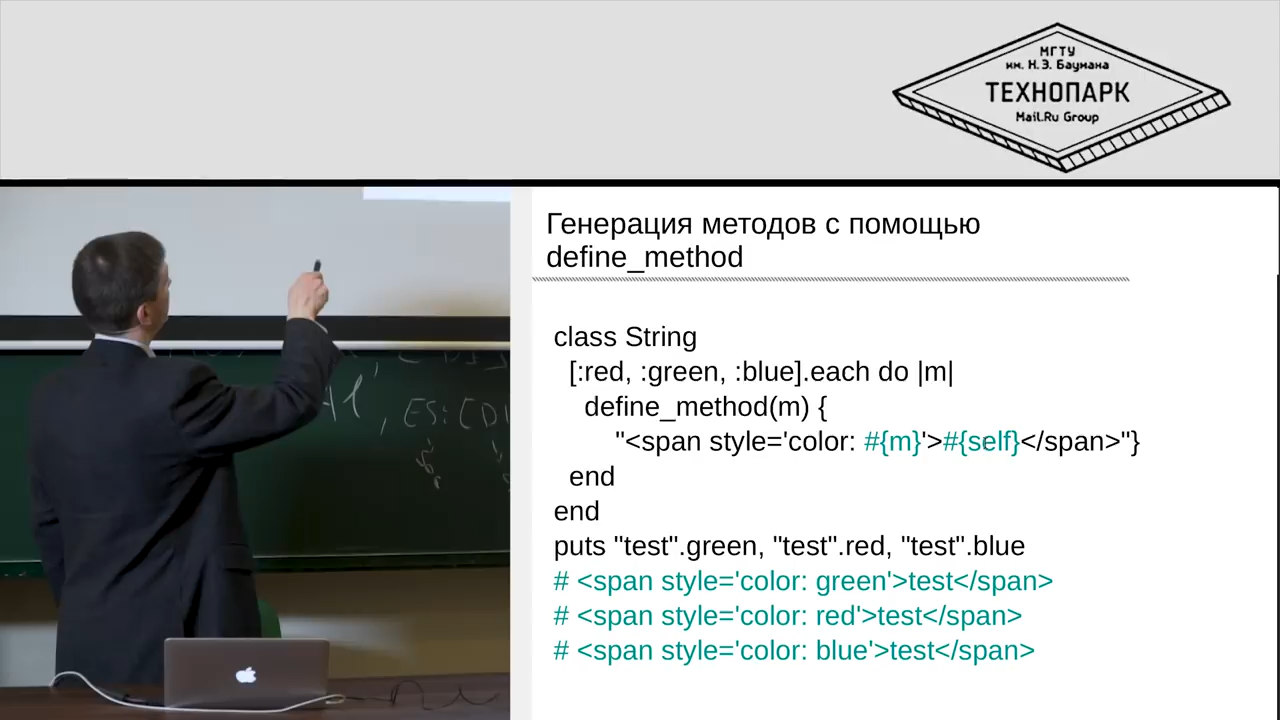 МГТУ
им. Н.Э. Баумана
ТЕХНОПАРК
Mail.Ru Group
Генерация методов с помощью
define_method
class String
[:red, :green, :blue].each do |m|
define_method(m) {
"<span style='color: #{m}'>#{self}</span>"}
end
end
puts "test".green, "test".red, "test".blue
# <span style='color: green'>test</span>
# <span style='color: red'>test</span>
# <span style='color: blue'>test</span>